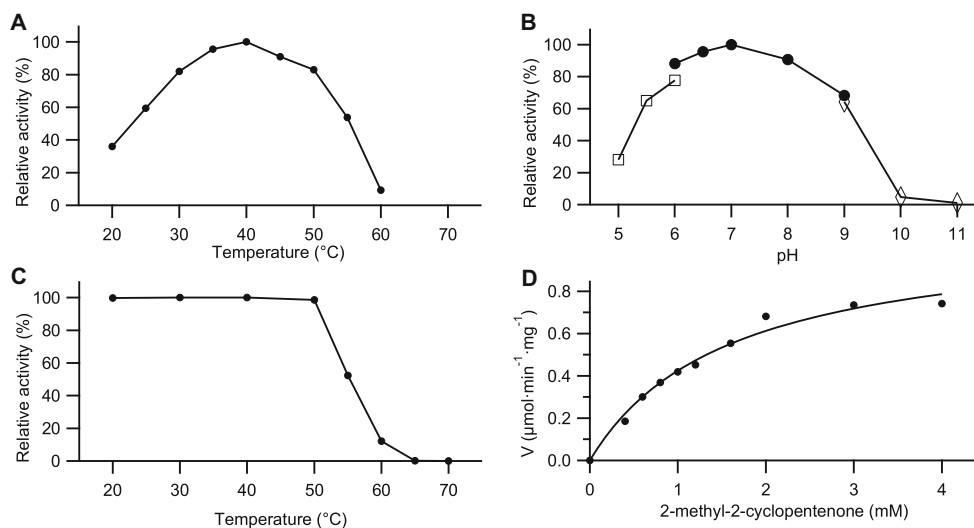 A
Relative activity (%)
100
80
60
40
20
0
20 30 40 50 60 70
Temperature (°C)
B
Relative activity (%)
100
80
60
40
20
0
5 6 7 8 9 10 11
pH
C
Relative activity (%)
100
80
60
40
20
0
20 30 40 50 60 70
Temperature (°C)
D
V (µmol·min⁻¹·mg⁻¹)
0.8
0.6
0.4
0.2
0.0
0 1 2 3 4
2-methyl-2-cyclopentenone (mM)